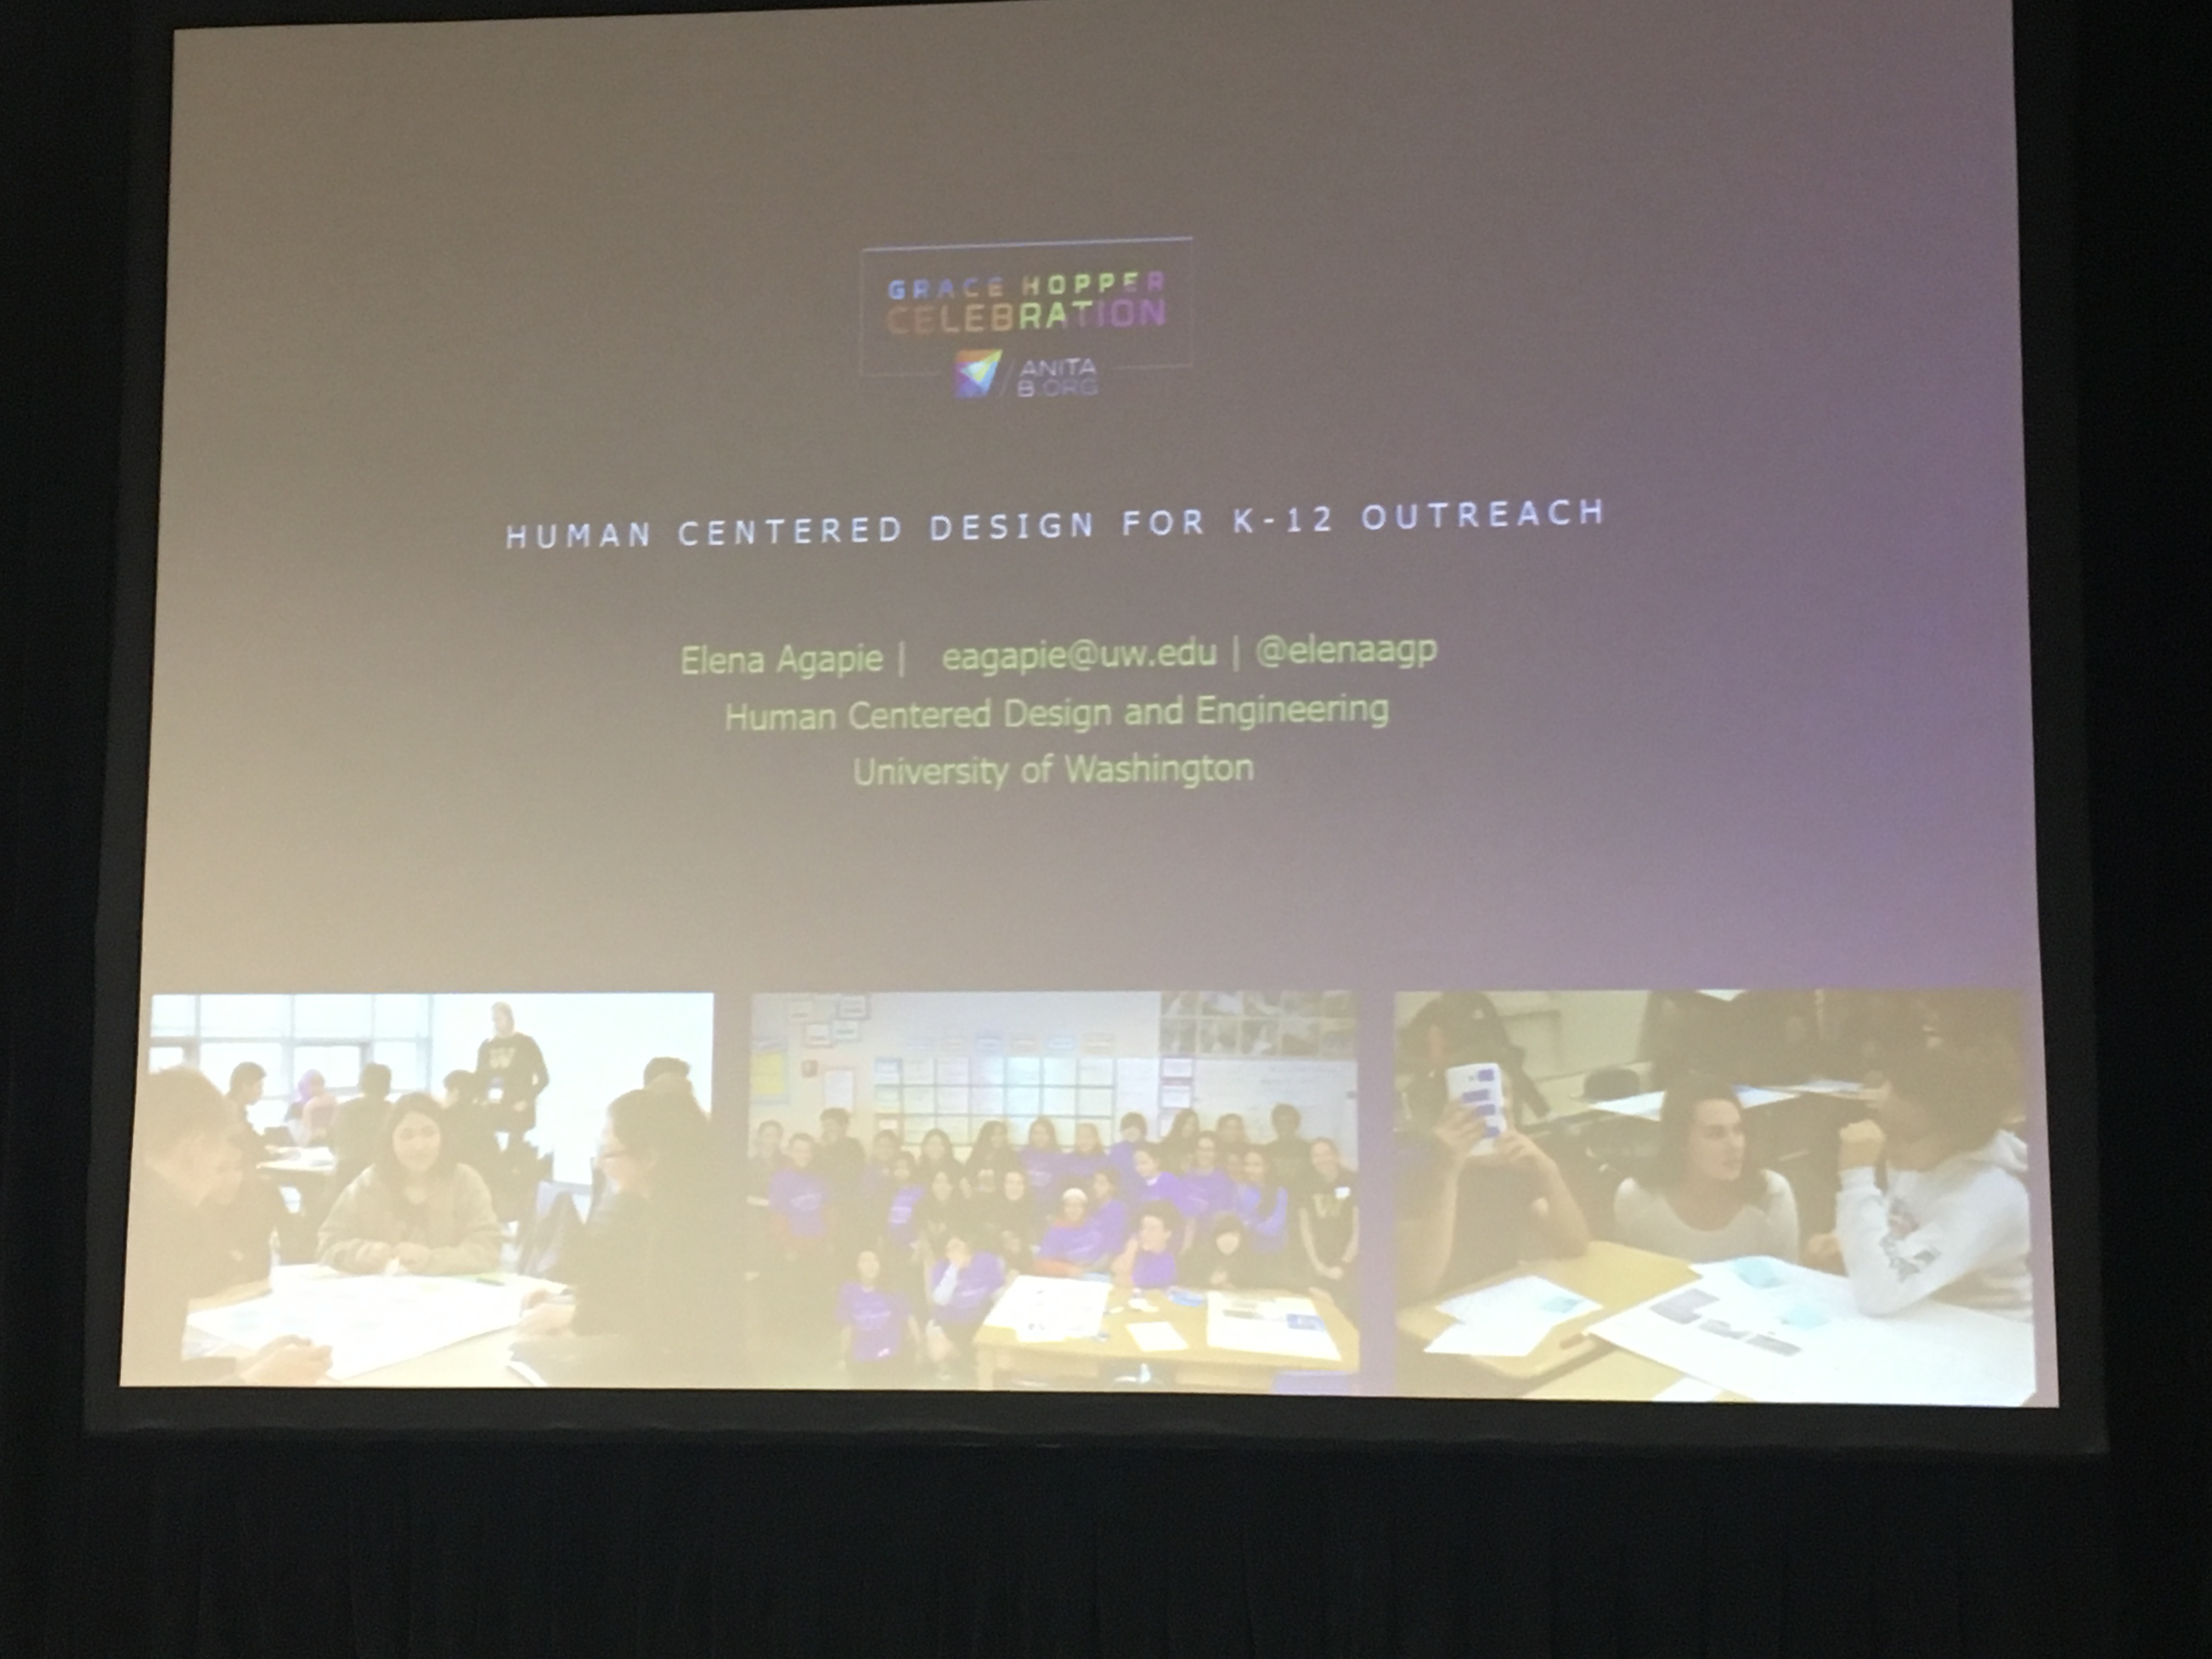 GRACE HOPPER
CELEBRATION
ANITA
B.ORG
HUMAN CENTERED DESIGN FOR K-12 OUTREACH
Elena Agapie | eagapie@uw.edu | @elenaagp
Human Centered Design and Engineering
University of Washington
W
W